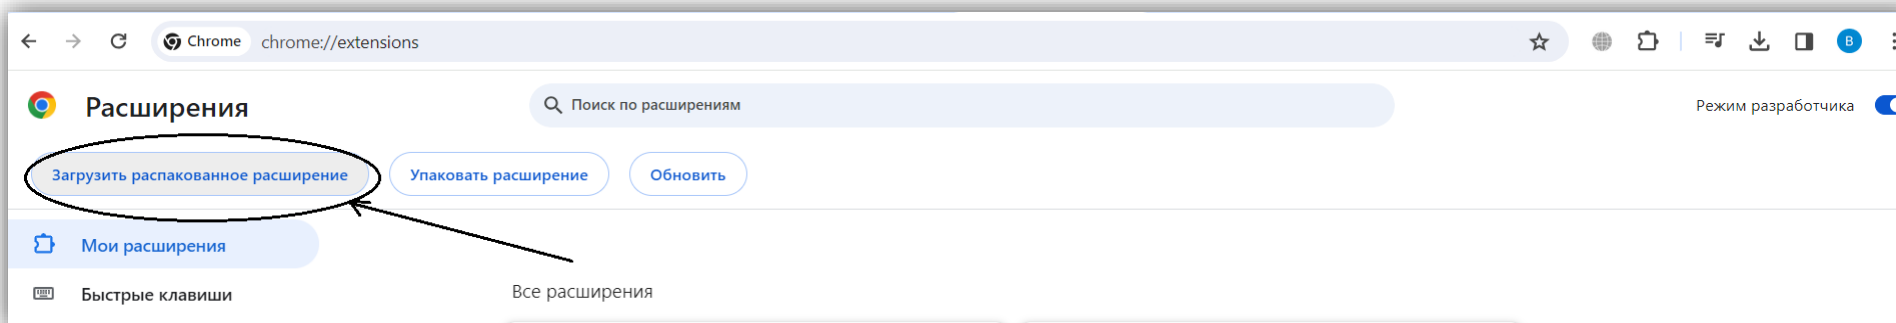 Chrome chrome://extensions B
Расширения Поиск по расширениям Режим разработчика
Загрузить распакованное расширение Упаковать расширение Обновить
Мои расширения
Быстрые клавиши
Все расширения